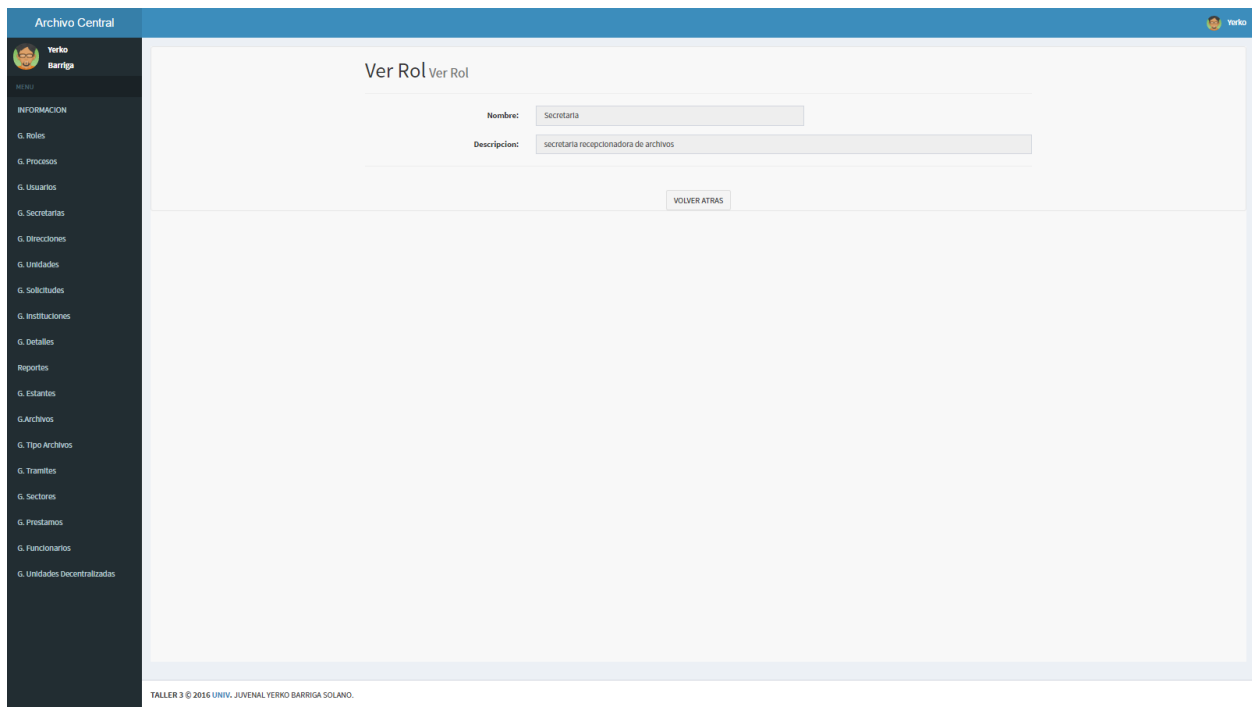 Archivo Central
Yerko
Yerko
Barriga
MENU
INFORMACION
G. Roles
G. Procesos
G. Usuarios
G. Secretarias
G. Direcciones
G. Unidades
G. Solicitudes
G. Instituciones
G. Detalles
Reportes
G. Estantes
G.Archivos
G. Tipo Archivos
G. Tramites
G. Sectores
G. Prestamos
G. Funcionarios
G. Unidades Decentralizadas
Ver Rol Ver Rol
Nombre: Secretaria
Descripcion: secretaria recepcionadora de archivos
VOLVER ATRAS
TALLER 3 © 2016 UNIV. JUVENAL YERKO BARRIGA SOLANO.